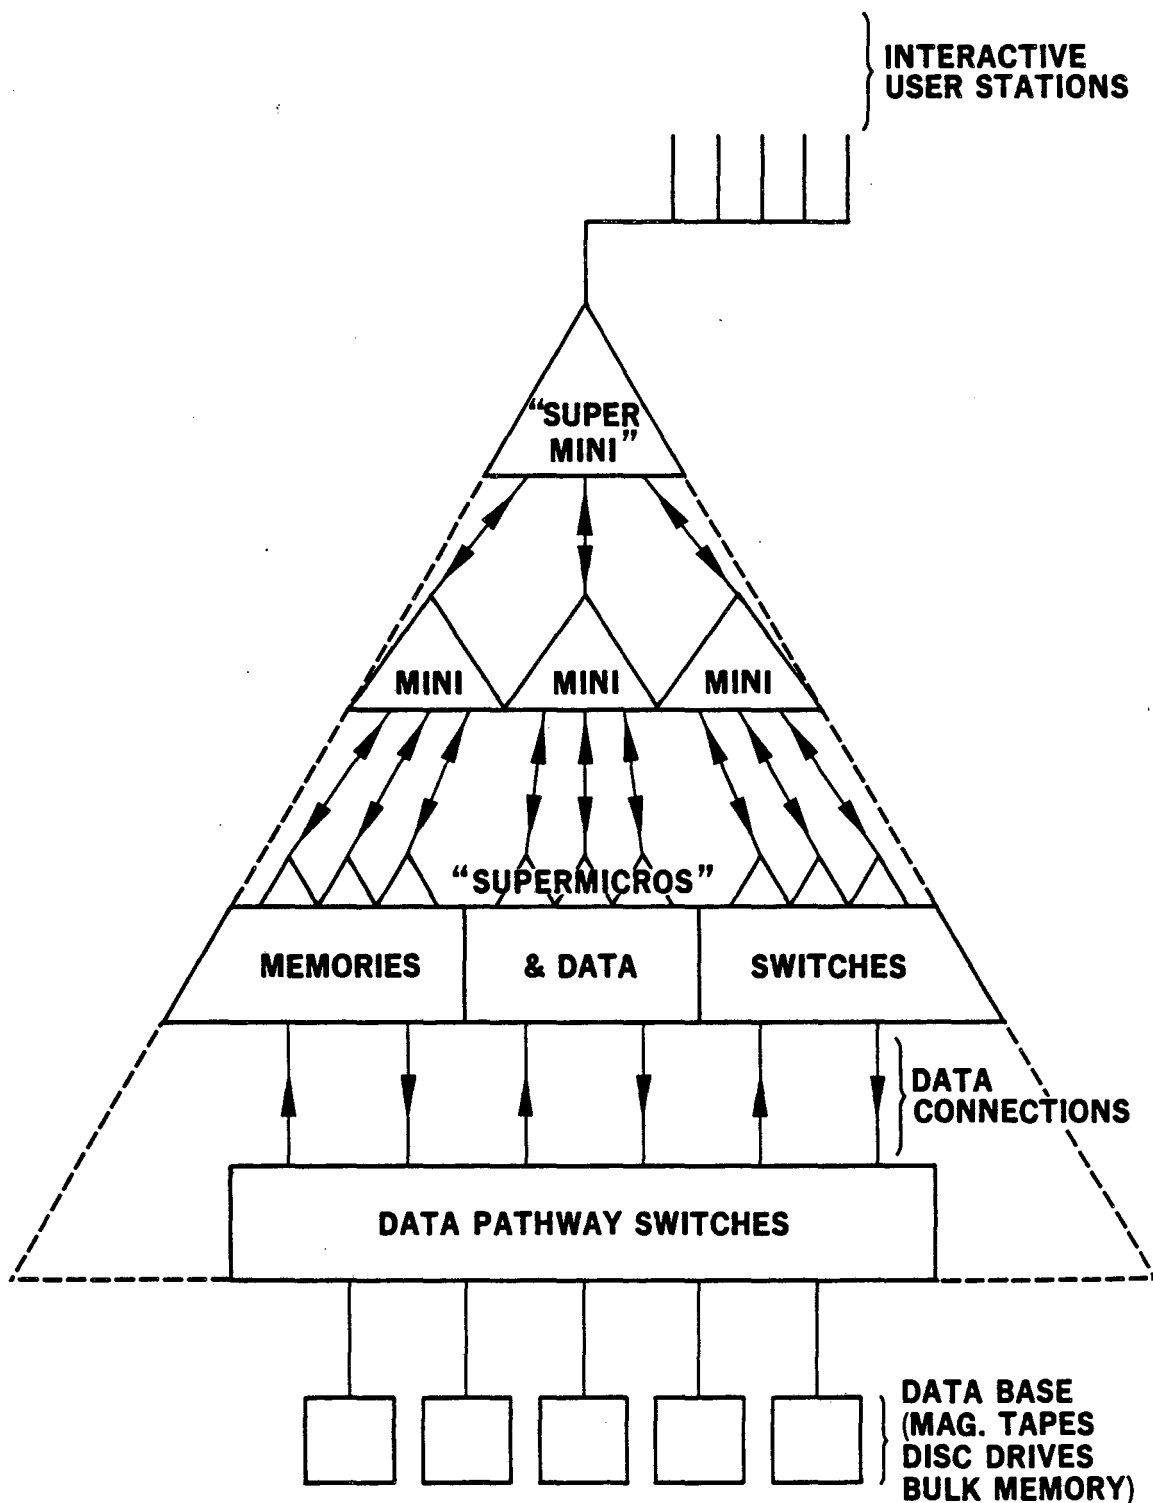 INTERACTIVE
USER STATIONS
“SUPER
MINI”
MINI MINI MINI
“SUPERMICROS”
MEMORIES & DATA SWITCHES
DATA
CONNECTIONS
DATA PATHWAY SWITCHES
DATA BASE
(MAG. TAPES
DISC DRIVES
BULK MEMORY)